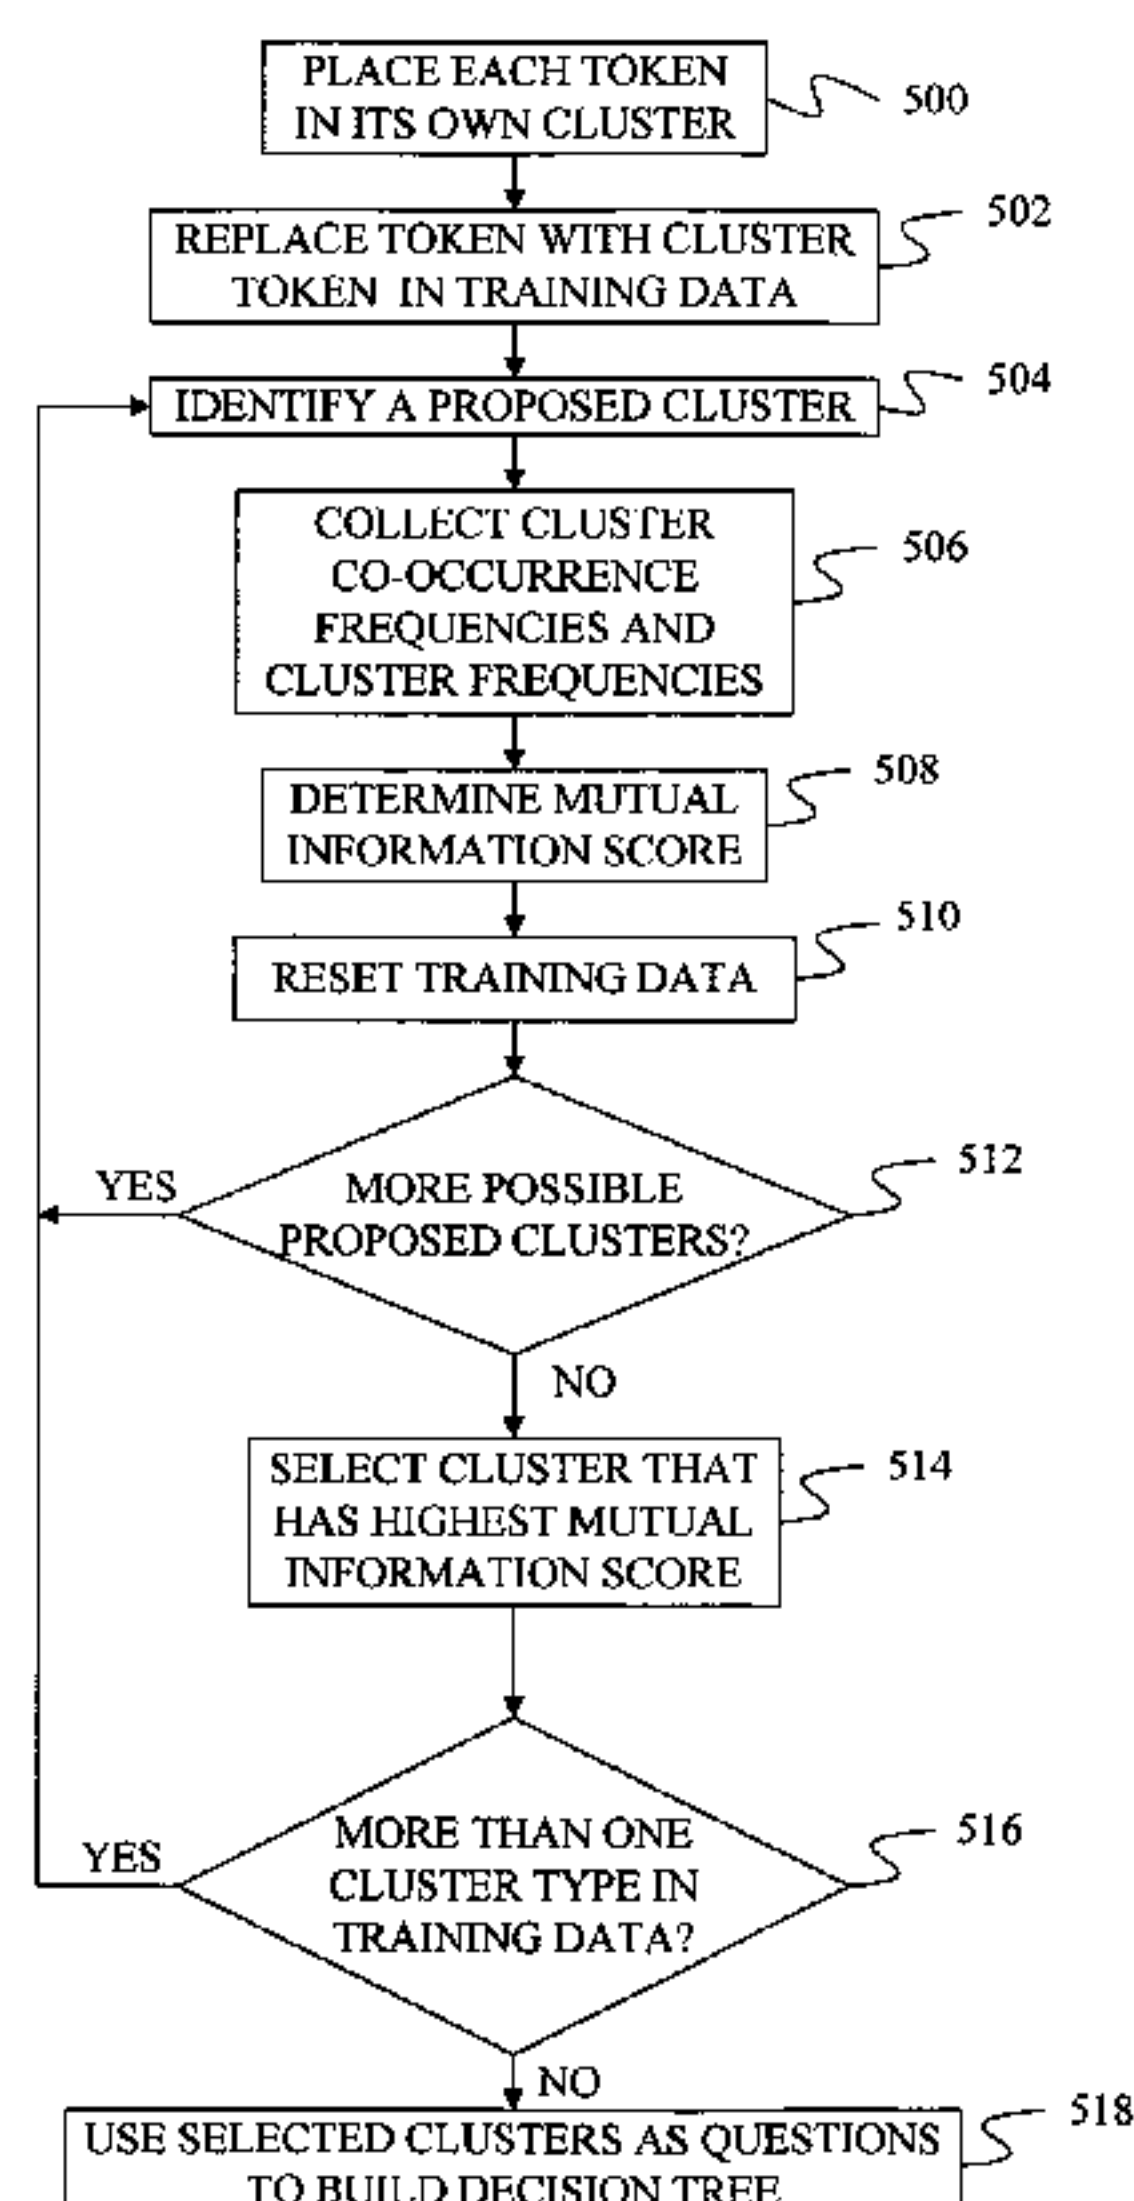 PLACE EACH TOKEN
IN ITS OWN CLUSTER
500
REPLACE TOKEN WITH CLUSTER
TOKEN IN TRAINING DATA
502
IDENTIFY A PROPOSED CLUSTER
504
COLLECT CLUSTER
CO-OCCURRENCE
FREQUENCIES AND
CLUSTER FREQUENCIES
506
DETERMINE MUTUAL
INFORMATION SCORE
508
RESET TRAINING DATA
510
YES
MORE POSSIBLE
PROPOSED CLUSTERS?
512
NO
SELECT CLUSTER THAT
HAS HIGHEST MUTUAL
INFORMATION SCORE
514
YES
MORE THAN ONE
CLUSTER TYPE IN
TRAINING DATA?
516
NO
USE SELECTED CLUSTERS AS QUESTIONS
TO BUILD DECISION TREE
518